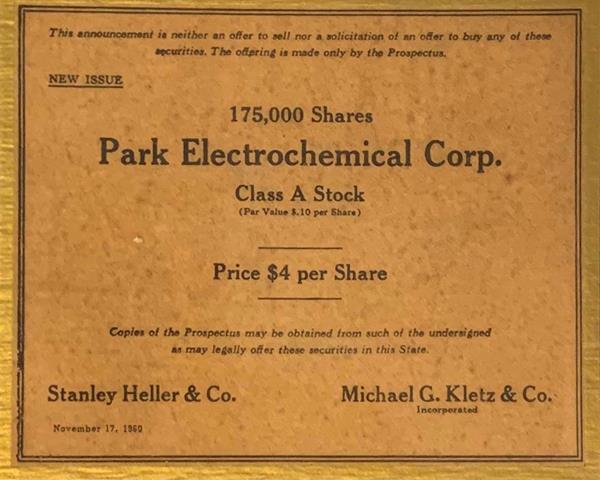 This announcement is neither an offer to sell nor a solicitation of an offer to buy any of these
securities. The offering is made only by the Prospectus.
NEW ISSUE
175,000 Shares
Park Electrochemical Corp.
Class A Stock
(Par Value $.10 per Share)
Price $4 per Share
Copies of the Prospectus may be obtained from such of the undersigned
as may legally offer these securities in this State.
Stanley Heller & Co.
Michael G. Kletz & Co.
Incorporated
November 17, 1960